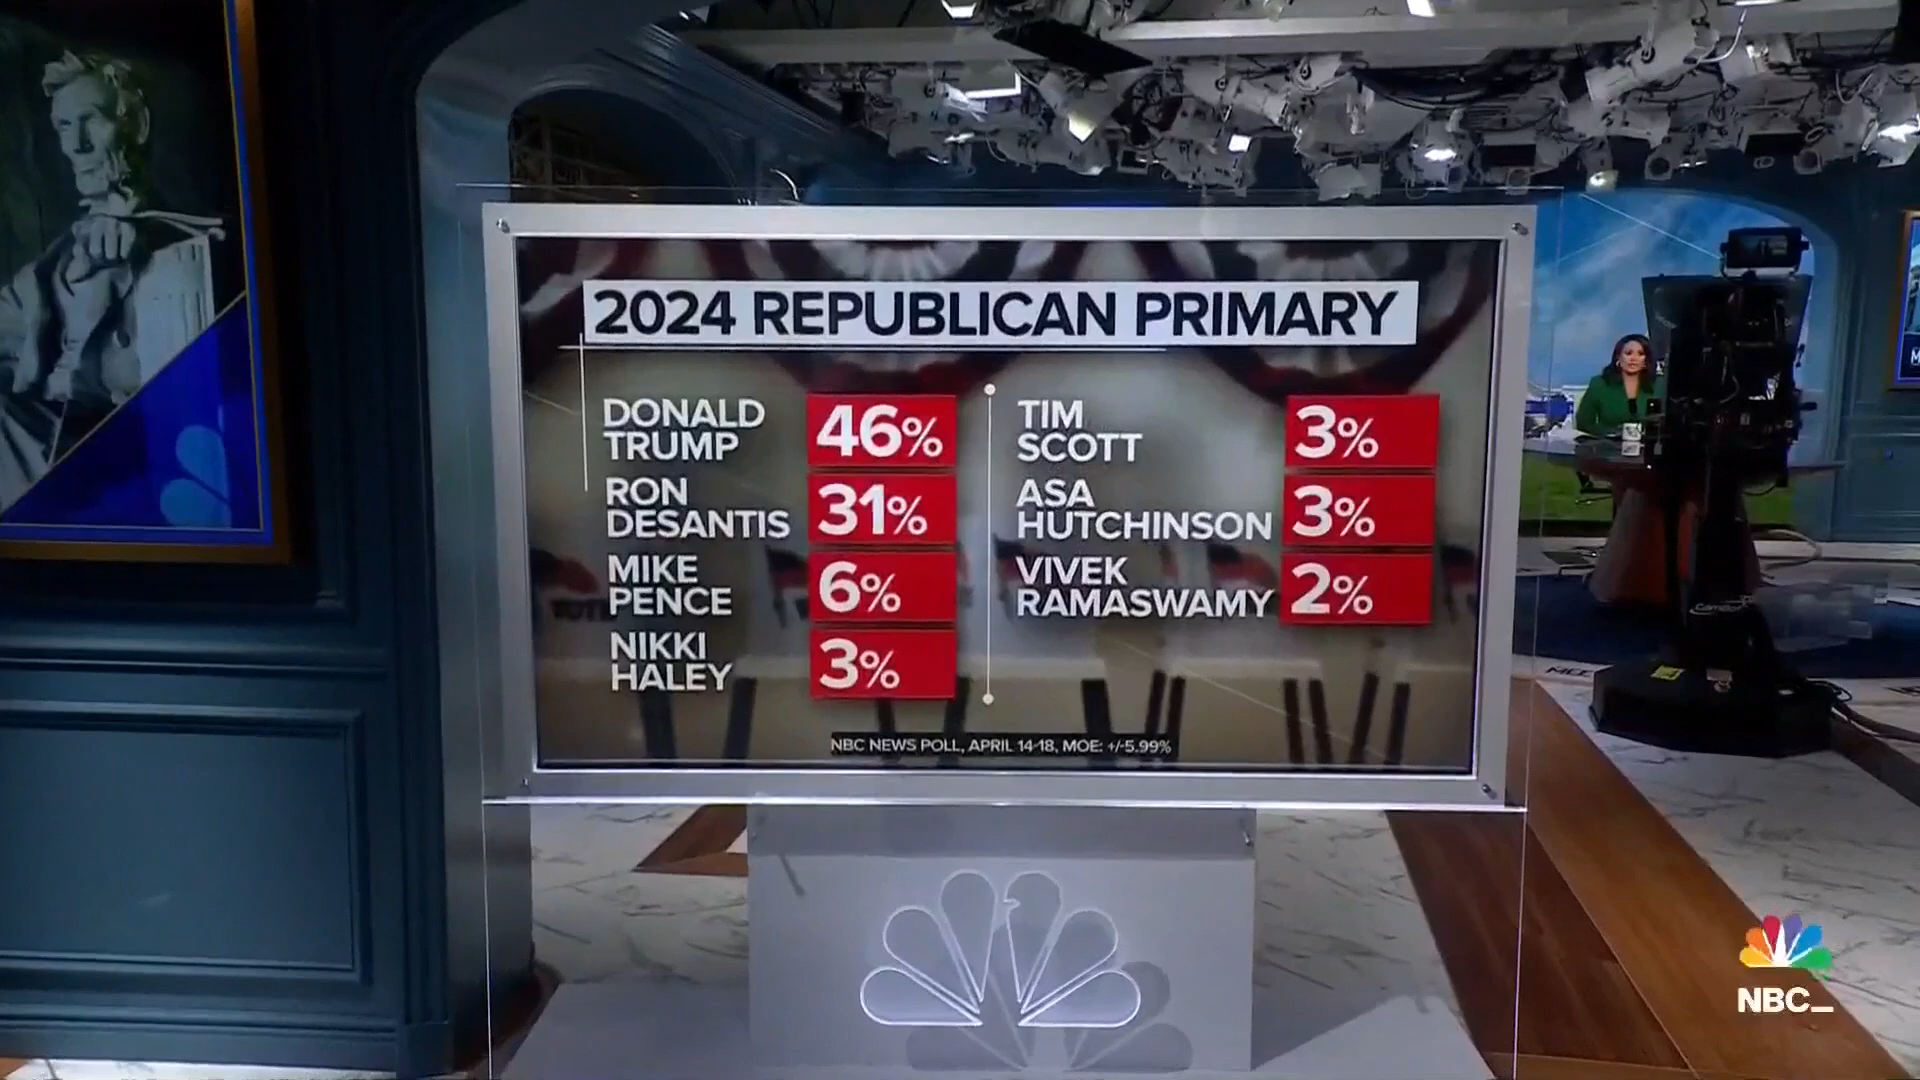 2024 REPUBLICAN PRIMARY
DONALD
TRUMP
46%
RON
DESANTIS
31%
MIKE
PENCE
6%
NIKKI
HALEY
3%
TIM
SCOTT
3%
ASA
HUTCHINSON
3%
VIVEK
RAMASWAMY
2%
NBC NEWS POLL, APRIL 14-18, MOE: +/-5.99%
NBC_